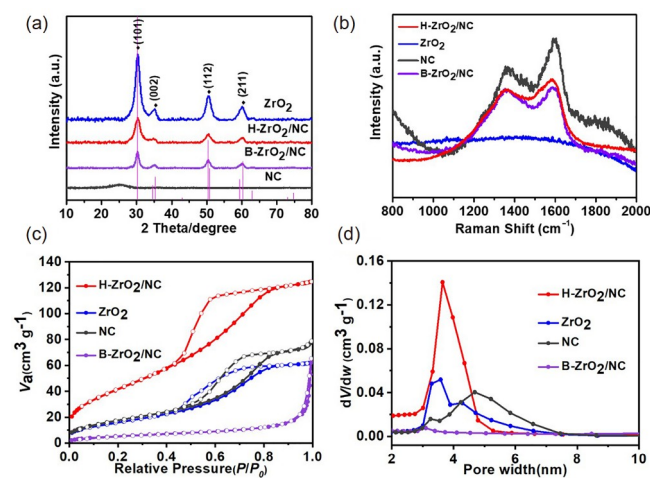 (a)
(101)
(002)
(112)
(211)
ZrO2
H-ZrO2/NC
B-ZrO2/NC
NC
Intensity (a.u.)
10 20 30 40 50 60 70 80
2 Theta/degree
(b)
H-ZrO2/NC
ZrO2
NC
B-ZrO2/NC
Intensity (a.u.)
800 1000 1200 1400 1600 1800 2000
Raman Shift (cm⁻¹)
(c)
140
120
100
80
60
40
20
0
H-ZrO2/NC
ZrO2
NC
B-ZrO2/NC
Va(cm³ g⁻¹)
0.0 0.2 0.4 0.6 0.8 1.0
Relative Pressure(P/P0)
(d)
0.16
0.12
0.08
0.04
0.00
H-ZrO2/NC
ZrO2
NC
B-ZrO2/NC
dV/dw (cm³ g⁻¹)
2 4 6 8 10
Pore width(nm)